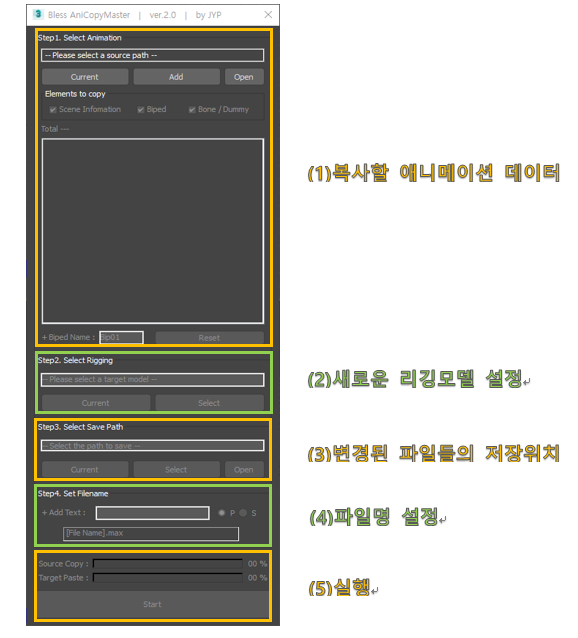 3 Bless AniCopyMaster | ver.2.0 | by JYP
Step1. Select Animation
-- Please select a source path --
Current Add Open
Elements to copy
Scene Infomation Biped Bone / Dummy
Total ---
(1)복사할 애니메이션 데이터
+ Biped Name : Bip01 Reset
Step2. Select Rigging
-- Please select a target model --
Current Select
(2)새로운 리깅모델 설정
Step3. Select Save Path
-- Select the path to save --
Current Select Open
(3)변경된 파일들의 저장위치
Step4. Set Filename
+ Add Text : P S
[File Name].max
(4)파일명 설정
Source Copy : 00 %
Target Paste : 00 %
Start
(5)실행